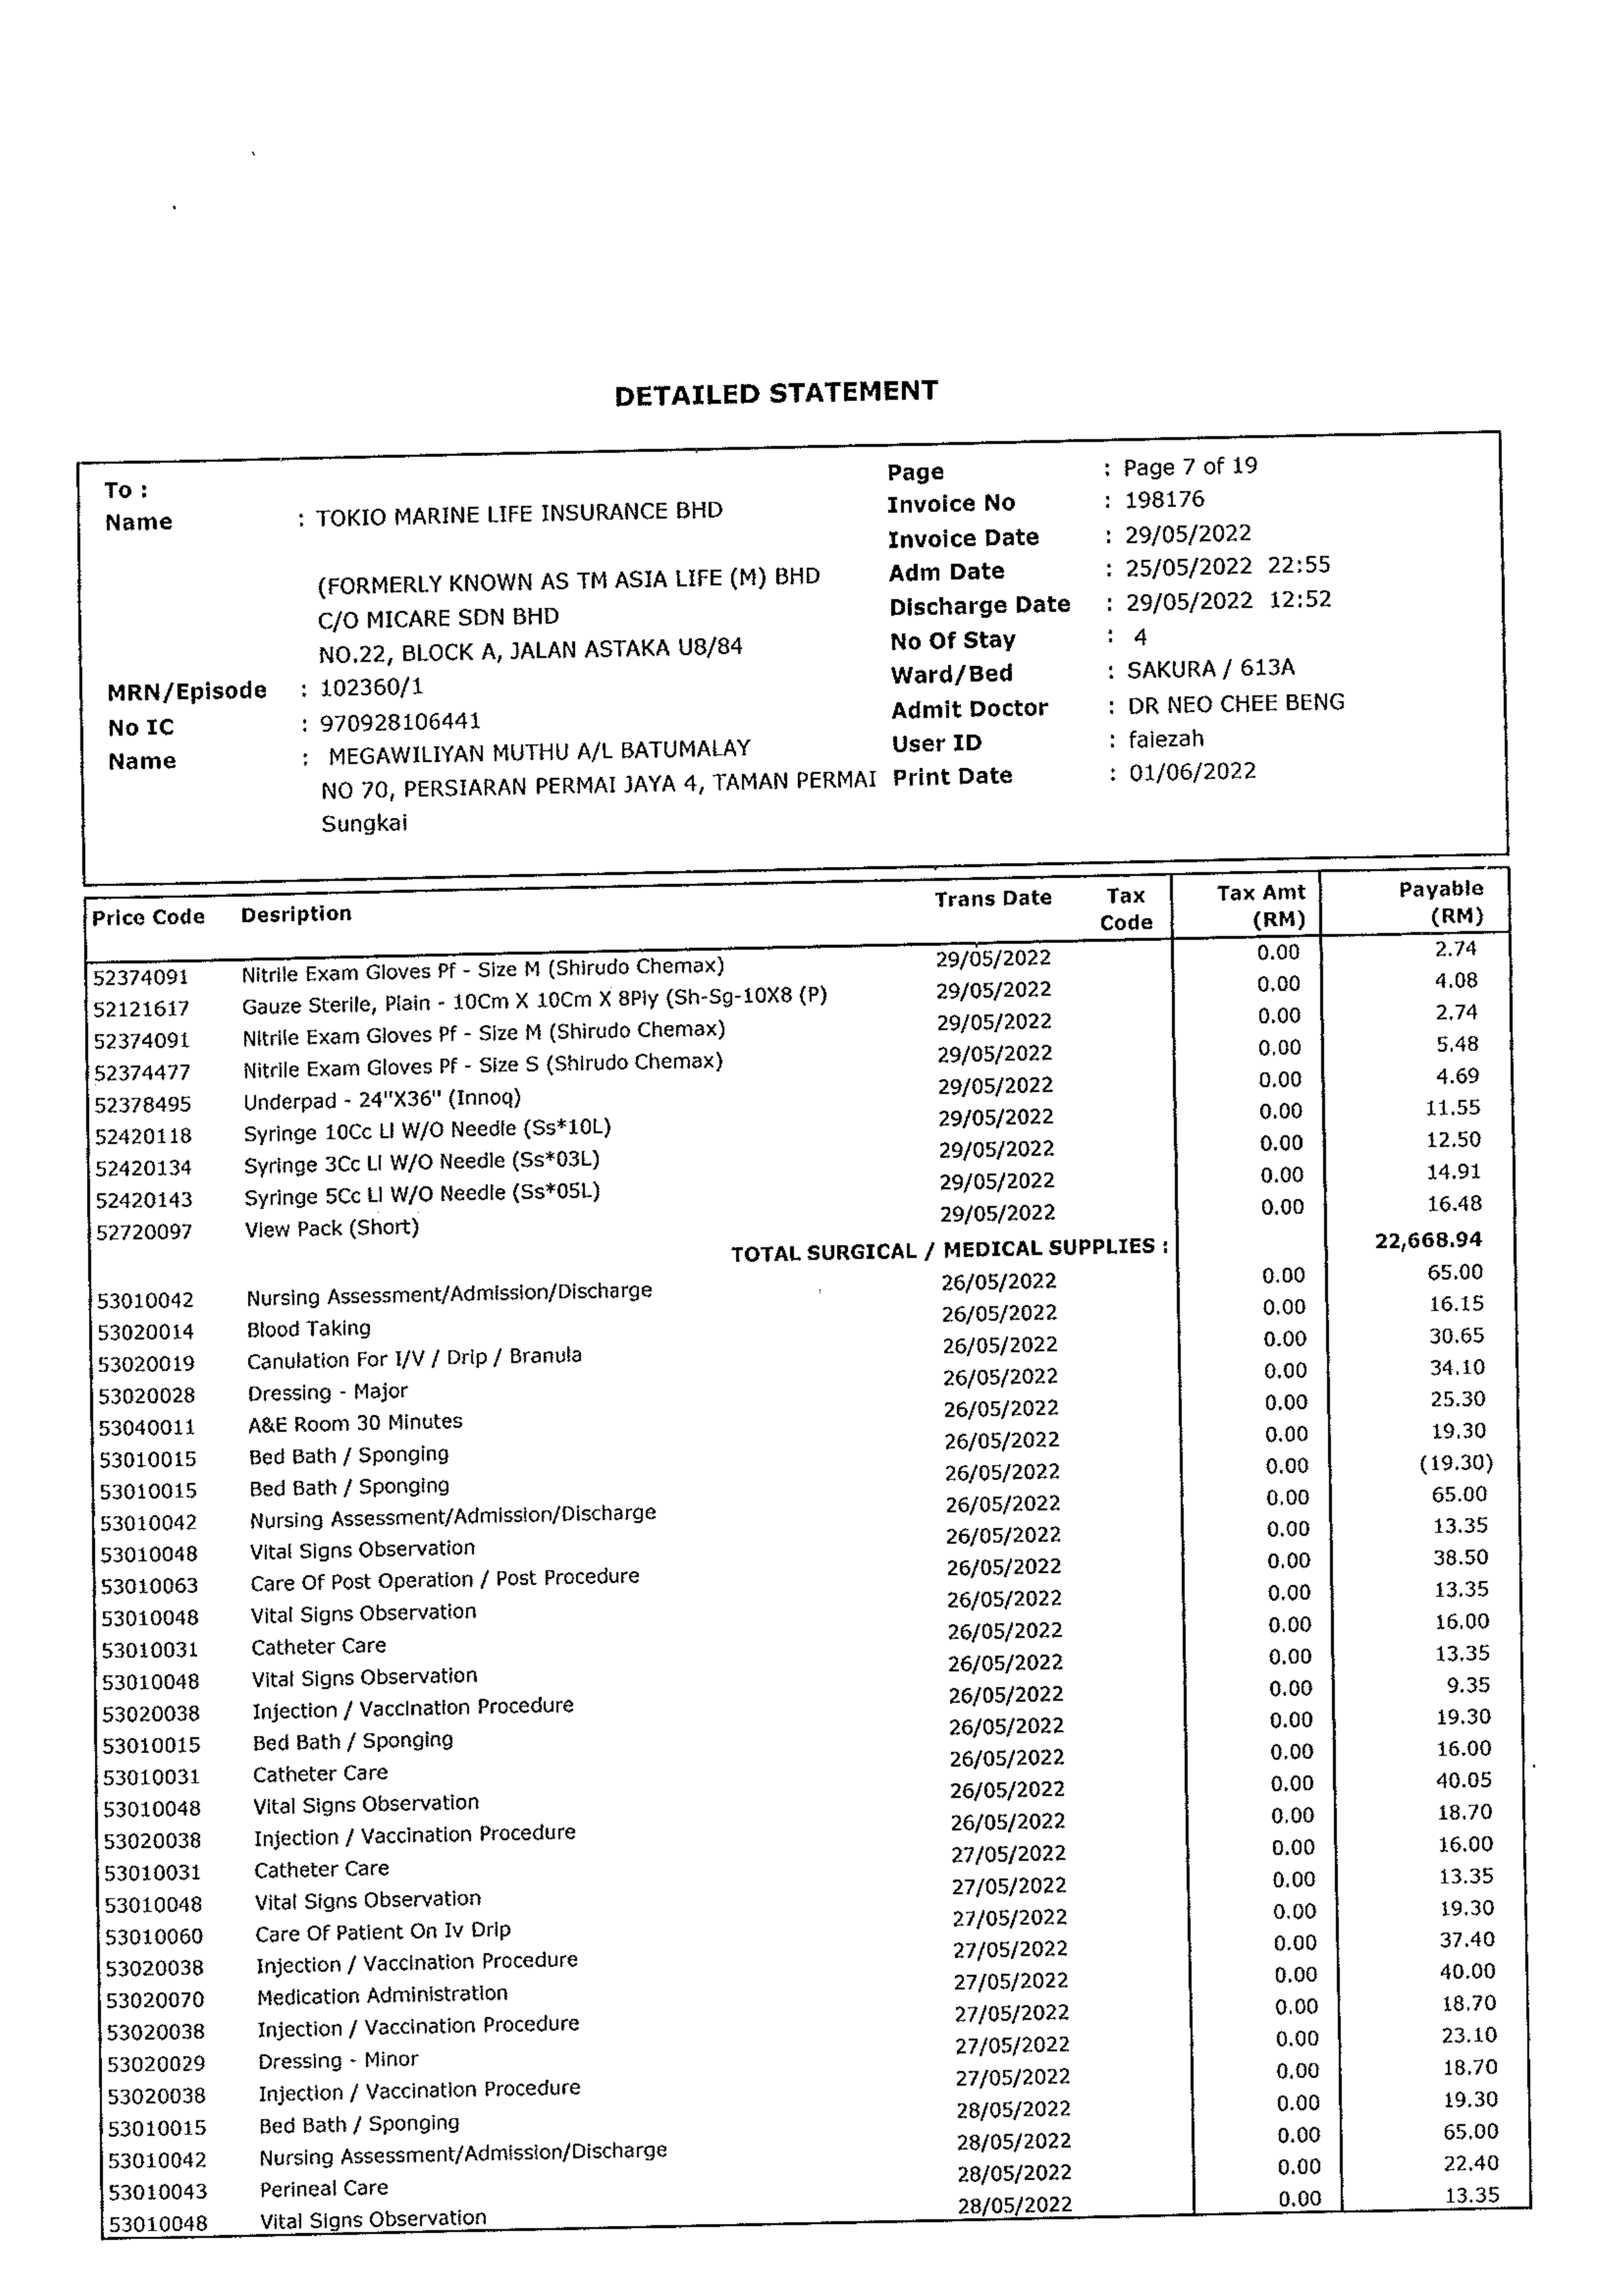 DETAILED STATEMENT
To :
Name : TOKIO MARINE LIFE INSURANCE BHD
(FORMERLY KNOWN AS TM ASIA LIFE (M) BHD
C/O MICARE SDN BHD
NO.22, BLOCK A, JALAN ASTAKA U8/84
MRN/Episode : 102360/1
No IC : 970928106441
Name : MEGAWILIYAN MUTHU A/L BATUMALAY
NO 70, PERSIARAN PERMAI JAYA 4, TAMAN PERMAI
Sungkai
Page : Page 7 of 19
Invoice No : 198176
Invoice Date : 29/05/2022
Adm Date : 25/05/2022 22:55
Discharge Date : 29/05/2022 12:52
No Of Stay : 4
Ward/Bed : SAKURA / 613A
Admit Doctor : DR NEO CHEE BENG
User ID : faiezah
Print Date : 01/06/2022
Price Code Desription Trans Date Tax Code Tax Amt (RM) Payable (RM)
52374091 Nitrile Exam Gloves Pf - Size M (Shirudo Chemax) 29/05/2022 0.00 2.74
52121617 Gauze Sterile, Plain - 10Cm X 10Cm X 8Ply (Sh-Sg-10X8 (P) 29/05/2022 0.00 4.08
52374091 Nitrile Exam Gloves Pf - Size M (Shirudo Chemax) 29/05/2022 0.00 2.74
52374477 Nitrile Exam Gloves Pf - Size S (Shirudo Chemax) 29/05/2022 0.00 5.48
52378495 Underpad - 24"X36" (Innoq) 29/05/2022 0.00 4.69
52420118 Syringe 10Cc Ll W/O Needle (Ss*10L) 29/05/2022 0.00 11.55
52420134 Syringe 3Cc Ll W/O Needle (Ss*03L) 29/05/2022 0.00 12.50
52420143 Syringe 5Cc Ll W/O Needle (Ss*05L) 29/05/2022 0.00 14.91
52720097 View Pack (Short) 29/05/2022 0.00 16.48
TOTAL SURGICAL / MEDICAL SUPPLIES : 22,668.94
53010042 Nursing Assessment/Admission/Discharge 26/05/2022 0.00 65.00
53020014 Blood Taking 26/05/2022 0.00 16.15
53020019 Canulation For I/V / Drip / Branula 26/05/2022 0.00 30.65
53020028 Dressing - Major 26/05/2022 0.00 34.10
53040011 A&E Room 30 Minutes 26/05/2022 0.00 25.30
53010015 Bed Bath / Sponging 26/05/2022 0.00 19.30
53010015 Bed Bath / Sponging 26/05/2022 0.00 (19.30)
53010042 Nursing Assessment/Admission/Discharge 26/05/2022 0.00 65.00
53010048 Vital Signs Observation 26/05/2022 0.00 13.35
53010063 Care Of Post Operation / Post Procedure 26/05/2022 0.00 38.50
53010048 Vital Signs Observation 26/05/2022 0.00 13.35
53010031 Catheter Care 26/05/2022 0.00 16.00
53010048 Vital Signs Observation 26/05/2022 0.00 13.35
53020038 Injection / Vaccination Procedure 26/05/2022 0.00 9.35
53010015 Bed Bath / Sponging 26/05/2022 0.00 19.30
53010031 Catheter Care 26/05/2022 0.00 16.00
53010048 Vital Signs Observation 26/05/2022 0.00 40.05
53020038 Injection / Vaccination Procedure 26/05/2022 0.00 18.70
53010031 Catheter Care 27/05/2022 0.00 16.00
53010048 Vital Signs Observation 27/05/2022 0.00 13.35
53010060 Care Of Patient On Iv Drip 27/05/2022 0.00 19.30
53020038 Injection / Vaccination Procedure 27/05/2022 0.00 37.40
53020070 Medication Administration 27/05/2022 0.00 40.00
53020038 Injection / Vaccination Procedure 27/05/2022 0.00 18.70
53020029 Dressing - Minor 27/05/2022 0.00 23.10
53020038 Injection / Vaccination Procedure 27/05/2022 0.00 18.70
53010015 Bed Bath / Sponging 28/05/2022 0.00 19.30
53010042 Nursing Assessment/Admission/Discharge 28/05/2022 0.00 65.00
53010043 Perineal Care 28/05/2022 0.00 22.40
53010048 Vital Signs Observation 28/05/2022 0.00 13.35